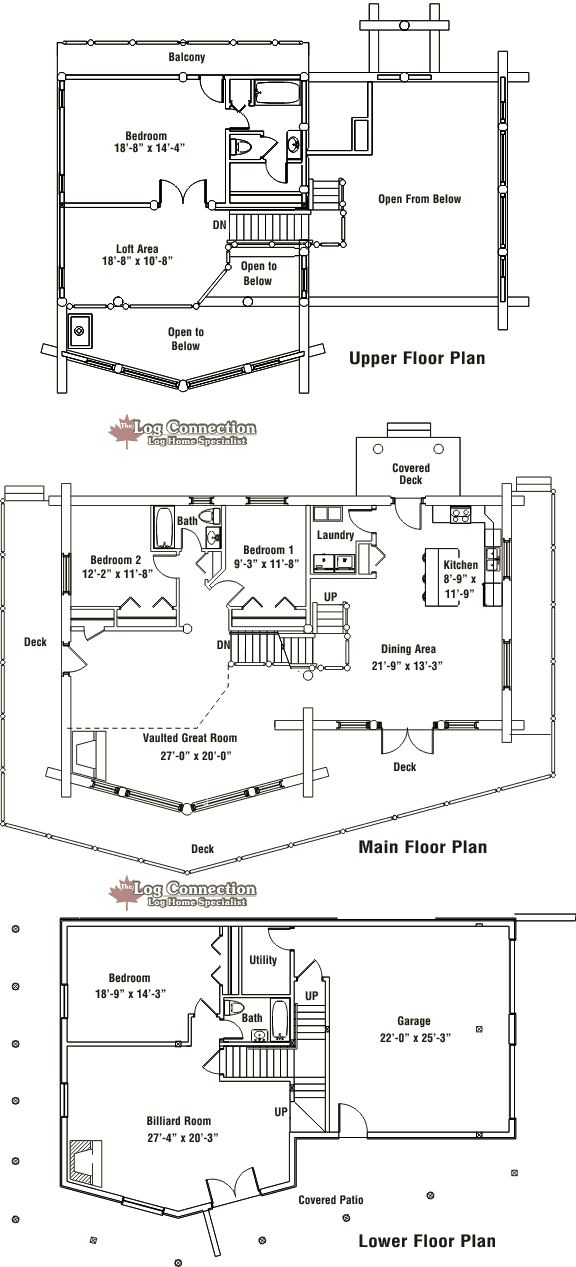 Balcony
Bedroom
18'-8" x 14'-4"
Open From Below
DN
Loft Area
18'-8" x 10'-8"
Open to
Below
Open to
Below
Upper Floor Plan
The Log Connection
Log Home Specialist
Covered
Deck
Bath
Laundry
Bedroom 2
12'-2" x 11'-8"
Bedroom 1
9'-3" x 11'-8"
Kitchen
8'-9" x
11'-9"
UP
Deck
DN
Dining Area
21'-9" x 13'-3"
Vaulted Great Room
27'-0" x 20'-0"
Deck
Deck
Main Floor Plan
The Log Connection
Log Home Specialist
Bedroom
18'-9" x 14'-3"
Utility
UP
Bath
Garage
22'-0" x 25'-3"
UP
Billiard Room
27'-4" x 20'-3"
Covered Patio
Lower Floor Plan